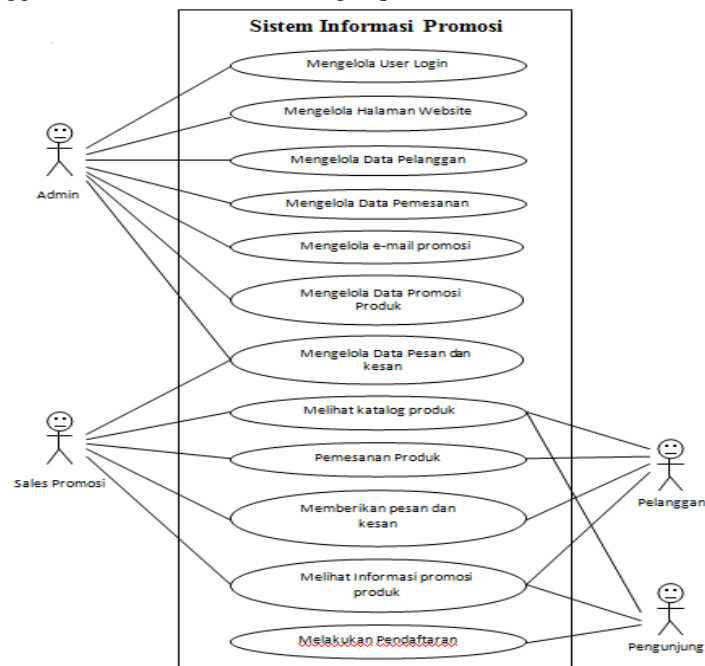 Sistem Informasi Promosi
Mengelola User Login
Mengelola Halaman Website
Mengelola Data Pelanggan
Admin
Mengelola Data Pemesanan
Mengelola e-mail promosi
Mengelola Data Promosi
Produk
Mengelola Data Pesan dan
kesan
Melihat katalog produk
Sales Promosi
Pemesanan Produk
Pelanggan
Memberikan pesan dan
kesan
Melihat Informasi promosi
produk
Melakukan Pendaftaran
Pengunjung